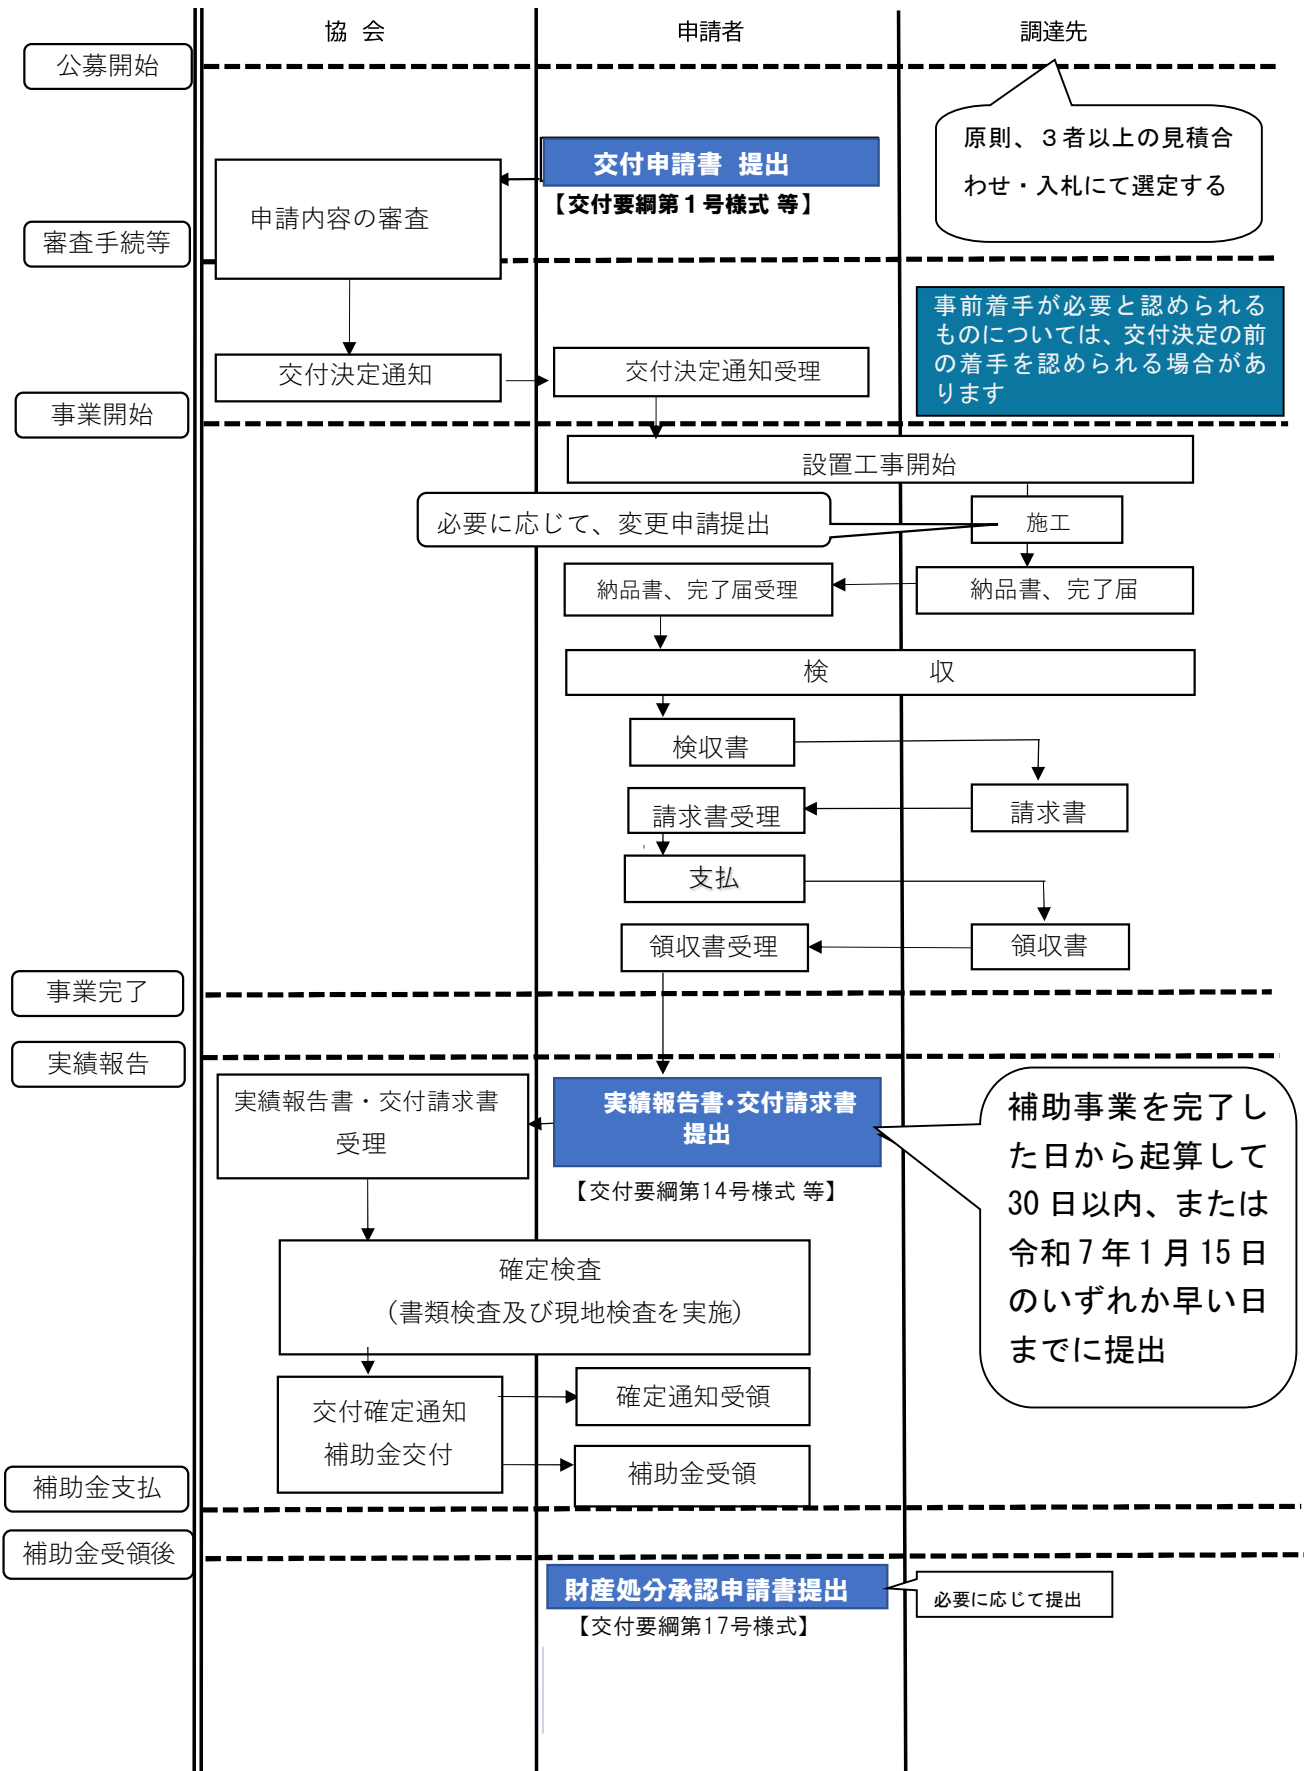 協 会
申請者
調達先
公募開始
原則、３者以上の見積合
わせ・入札にて選定する
交付申請書 提出
【交付要綱第１号様式 等】
申請内容の審査
審査手続等
事前着手が必要と認められる
ものについては、交付決定の前
の着手を認められる場合があ
ります
交付決定通知
交付決定通知受理
事業開始
設置工事開始
必要に応じて、変更申請提出
施工
納品書、完了届受理
納品書、完了届
検 収
検収書
請求書受理
請求書
支払
領収書受理
領収書
事業完了
実績報告
実績報告書・交付請求書
受理
実績報告書・交付請求書
提出
【交付要綱第14号様式 等】
補助事業を完了し
た日から起算して
30日以内、または
令和7年1月15日
のいずれか早い日
までに提出
確定検査
（書類検査及び現地検査を実施）
交付確定通知
補助金交付
確定通知受領
補助金受領
補助金支払
補助金受領後
財産処分承認申請書提出
【交付要綱第17号様式】
必要に応じて提出